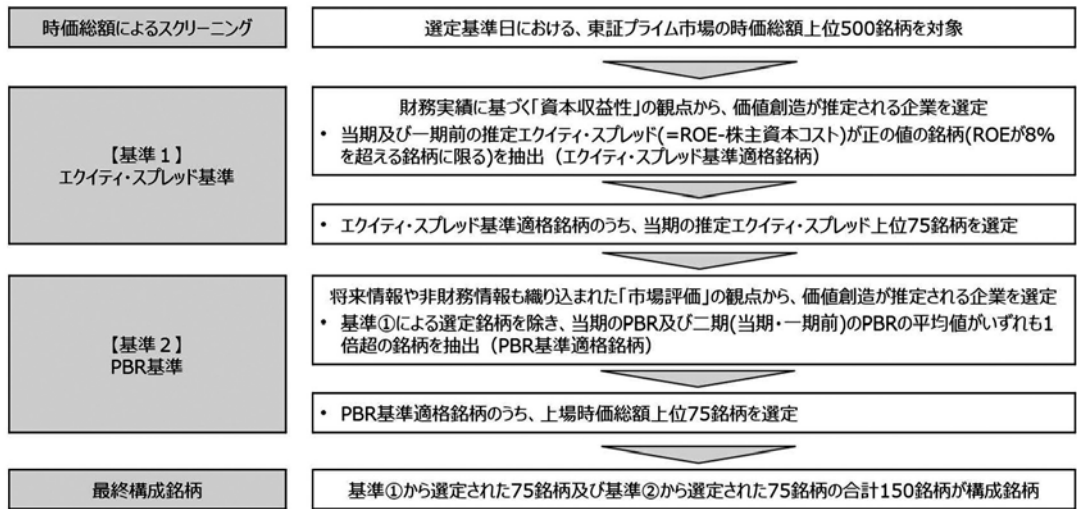 時価総額によるスクリーニング
選定基準日における、東証プライム市場の時価総額上位500銘柄を対象
【基準１】
エクイティ・スプレッド基準
財務実績に基づく「資本収益性」の観点から、価値創造が推定される企業を選定
• 当期及び一期前の推定エクイティ・スプレッド(=ROE-株主資本コスト)が正の値の銘柄(ROEが8%
を超える銘柄に限る)を抽出（エクイティ・スプレッド基準適格銘柄）
• エクイティ・スプレッド基準適格銘柄のうち、当期の推定エクイティ・スプレッド上位75銘柄を選定
【基準２】
PBR基準
将来情報や非財務情報も織り込まれた「市場評価」の観点から、価値創造が推定される企業を選定
• 基準①による選定銘柄を除き、当期のPBR及び二期(当期・一期前)のPBRの平均値がいずれも1
倍超の銘柄を抽出（PBR基準適格銘柄）
• PBR基準適格銘柄のうち、上場時価総額上位75銘柄を選定
最終構成銘柄
基準①から選定された75銘柄及び基準②から選定された75銘柄の合計150銘柄が構成銘柄